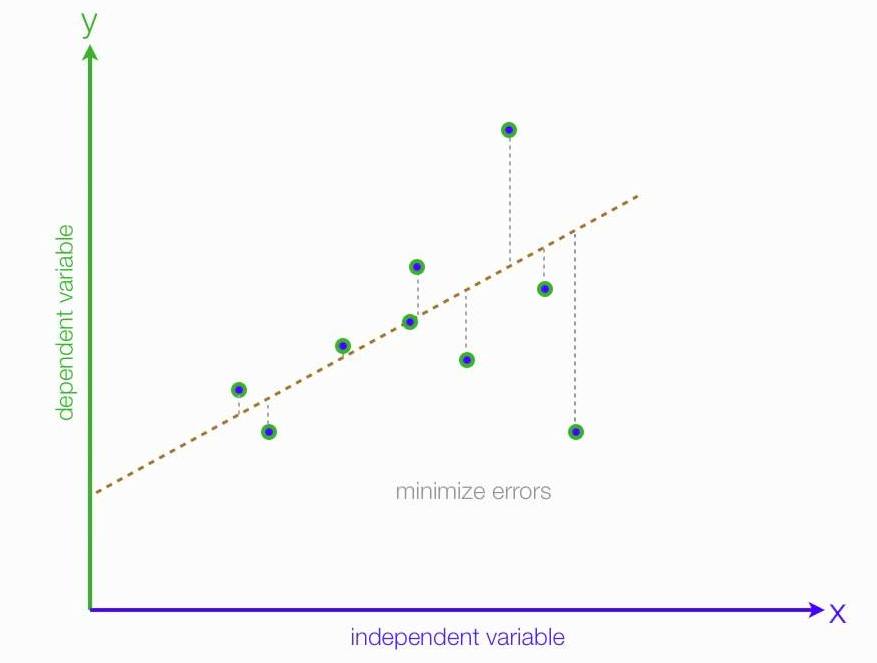 y
dependent variable
minimize errors
x
independent variable